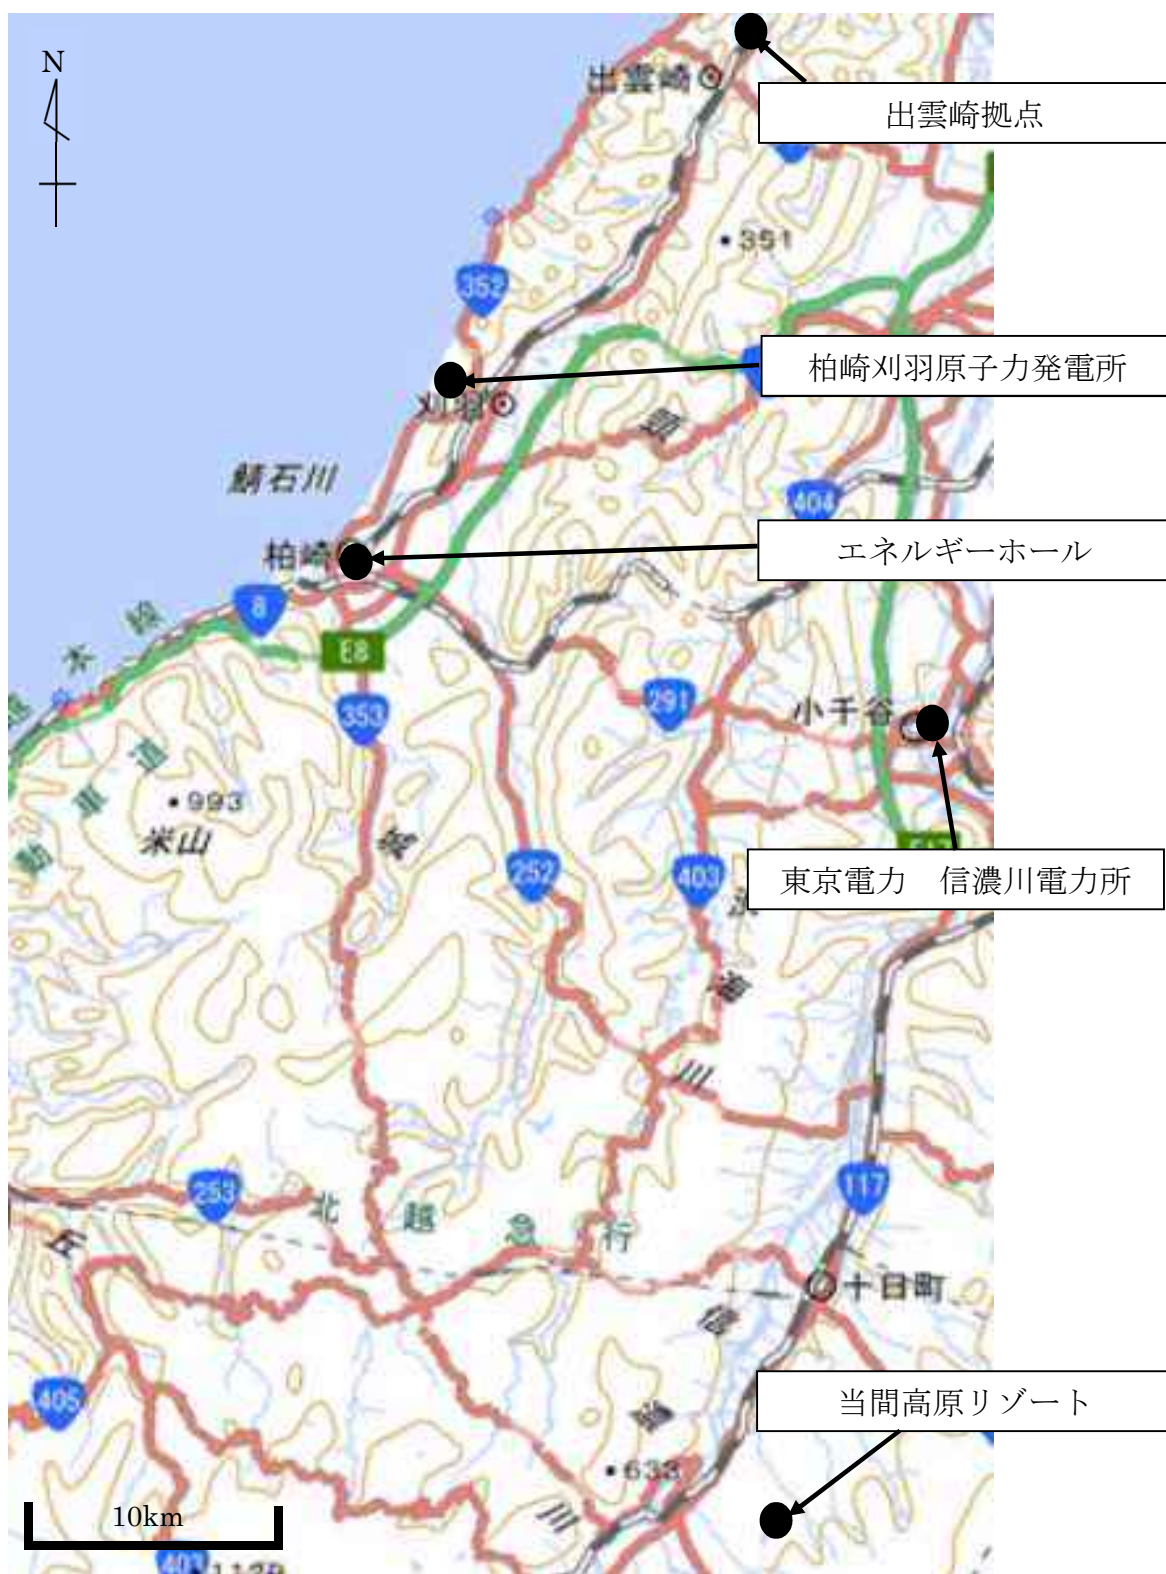 N
出雲崎
出雲崎拠点
351
352
柏崎刈羽原子力発電所
刈羽
鯖石川
404
柏崎
エネルギーホール
8
E8
353
291
小千谷
993
米山
252
403
東京電力　信濃川電力所
川
253
北越急行
117
十日町
信
405
当間高原リゾート
633
川
10km
403